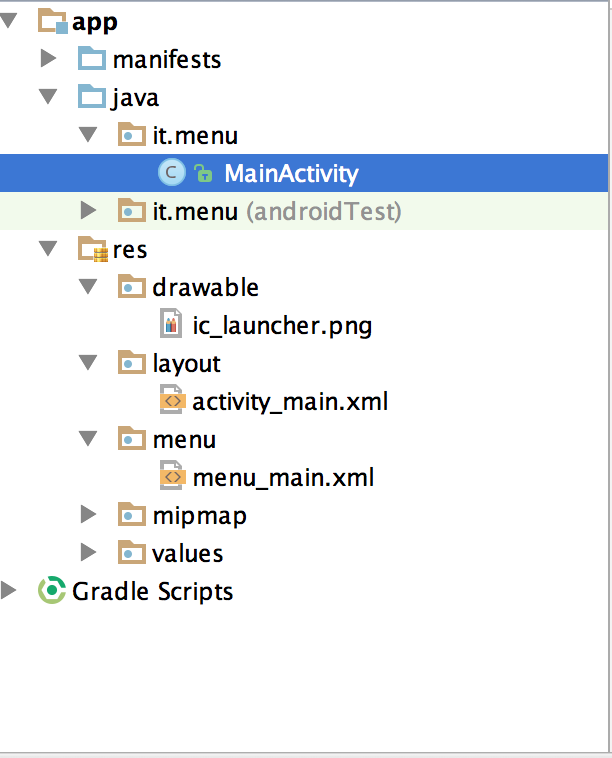 app
manifests
java
it.menu
C MainActivity
it.menu (androidTest)
res
drawable
ic_launcher.png
layout
activity_main.xml
menu
menu_main.xml
mipmap
values
Gradle Scripts